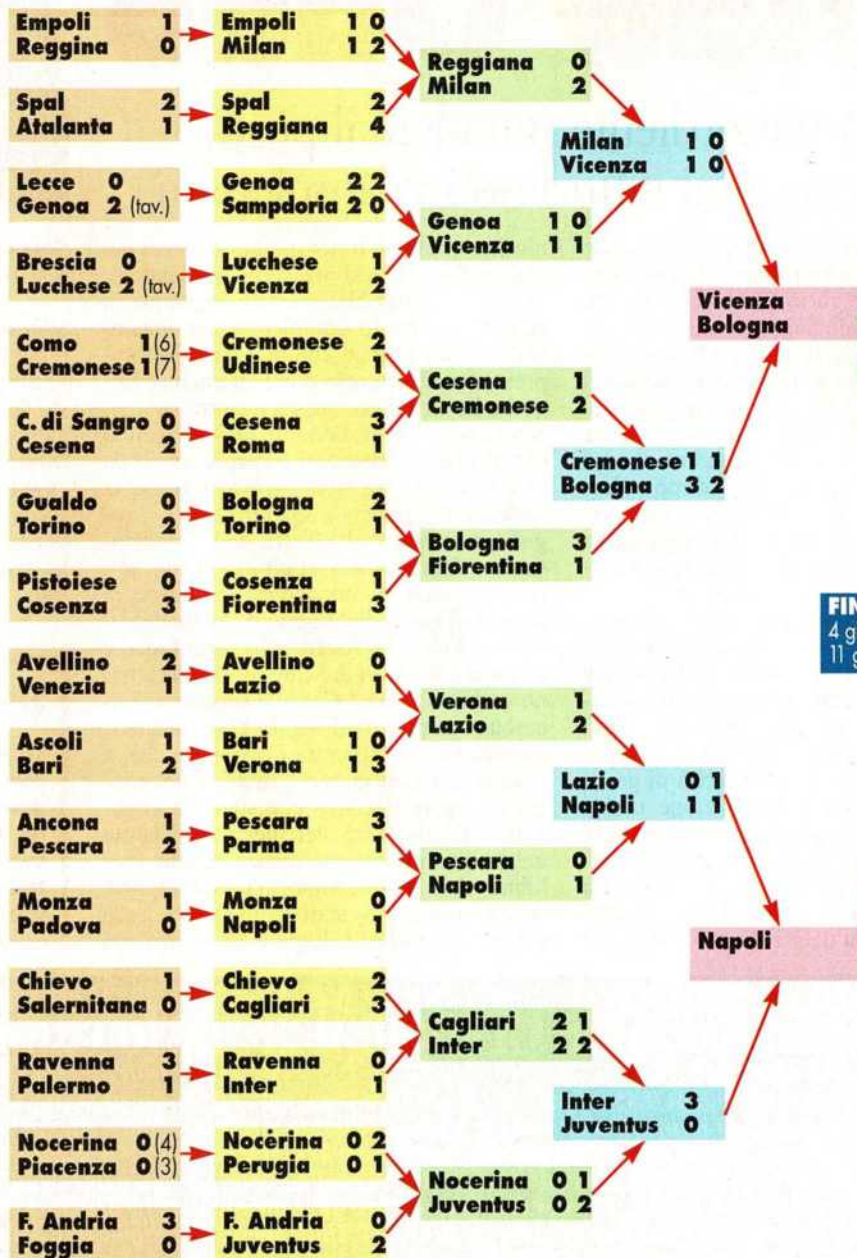 Empoli 1
Reggina 0
Spal 2
Atalanta 1
Lecce 0
Genoa 2 (tav.)
Brescia 0
Lucchese 2 (tav.)
Como 1 (6)
Cremonese 1 (7)
C. di Sangro 0
Cesena 2
Gualdo 0
Torino 2
Pistoiese 0
Cosenza 3
Avellino 2
Venezia 1
Ascoli 1
Bari 2
Ancona 1
Pescara 2
Monza 1
Padova 0
Chievo 1
Salernitana 0
Ravenna 3
Palermo 1
Nocerina 0 (4)
Piacenza 0 (3)
F. Andria 3
Foggia 0
Empoli 1 0
Milan 1 2
Spal 2
Reggiana 4
Genoa 2 2
Sampdoria 2 0
Lucchese 1
Vicenza 2
Cremonese 2
Udinese 1
Cesena 3
Roma 1
Bologna 2
Torino 1
Cosenza 1
Fiorentina 3
Avellino 0
Lazio 1
Bari 1 0
Verona 1 3
Pescara 3
Parma 1
Monza 0
Napoli 1
Chievo 2
Cagliari 3
Ravenna 0
Inter 1
Nocerina 0 2
Perugia 0 1
F. Andria 0
Juventus 2
Reggiana 0
Milan 2
Genoa 1 0
Vicenza 1 1
Cesena 1
Cremonese 2
Bologna 3
Fiorentina 1
Verona 1
Lazio 2
Pescara 0
Napoli 1
Cagliari 2 1
Inter 2 2
Nocerina 0 1
Juventus 0 2
Milan 1 0
Vicenza 1 0
Cremonese 1 1
Bologna 3 2
Lazio 0 1
Napoli 1 1
Inter 3
Juventus 0
Vicenza
Bologna
Napoli
FIN
4 g
11 g